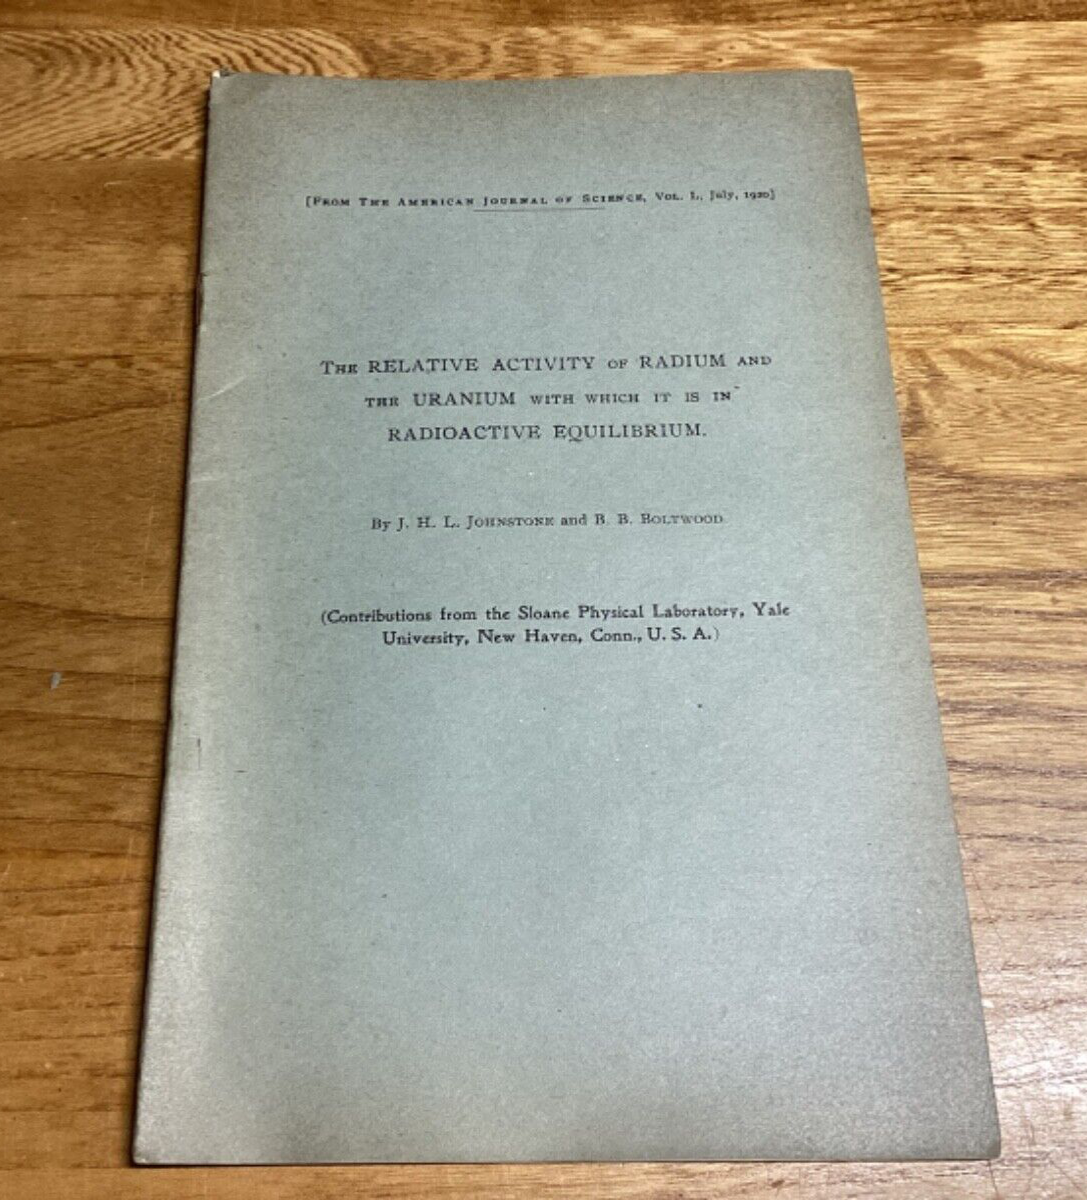 [From The American Journal of Science, Vol. L, July, 1920]
The RELATIVE ACTIVITY of RADIUM and
the URANIUM with which it is in
RADIOACTIVE EQUILIBRIUM.
By J. H. L. Johnstone and B. B. Boltwood
(Contributions from the Sloane Physical Laboratory, Yale
University, New Haven, Conn., U. S. A.)